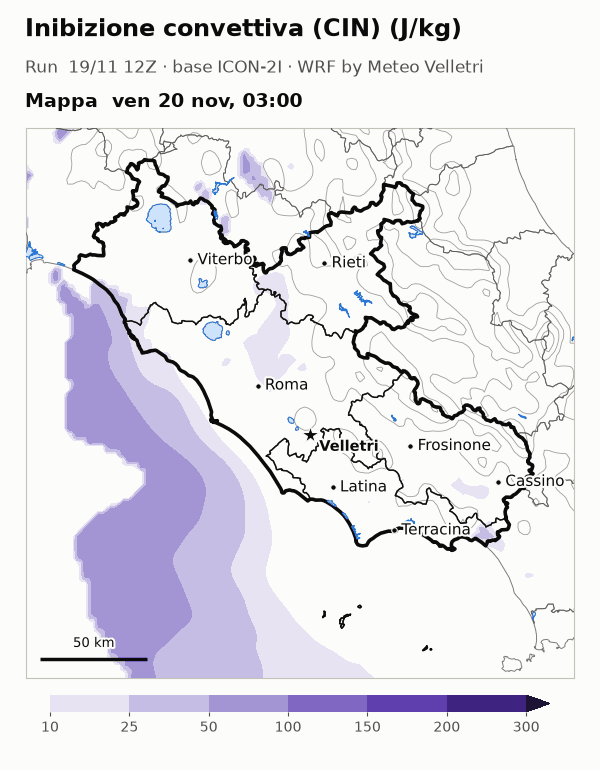 Inibizione convettiva (CIN) (J/kg)
Run  19/11 12Z · base ICON-2I · WRF by Meteo Velletri
Mappa  ven 20 nov, 03:00
Viterbo
Rieti
Roma
Velletri
Frosinone
Cassino
Latina
Terracina
50 km
10 25 50 100 150 200 300